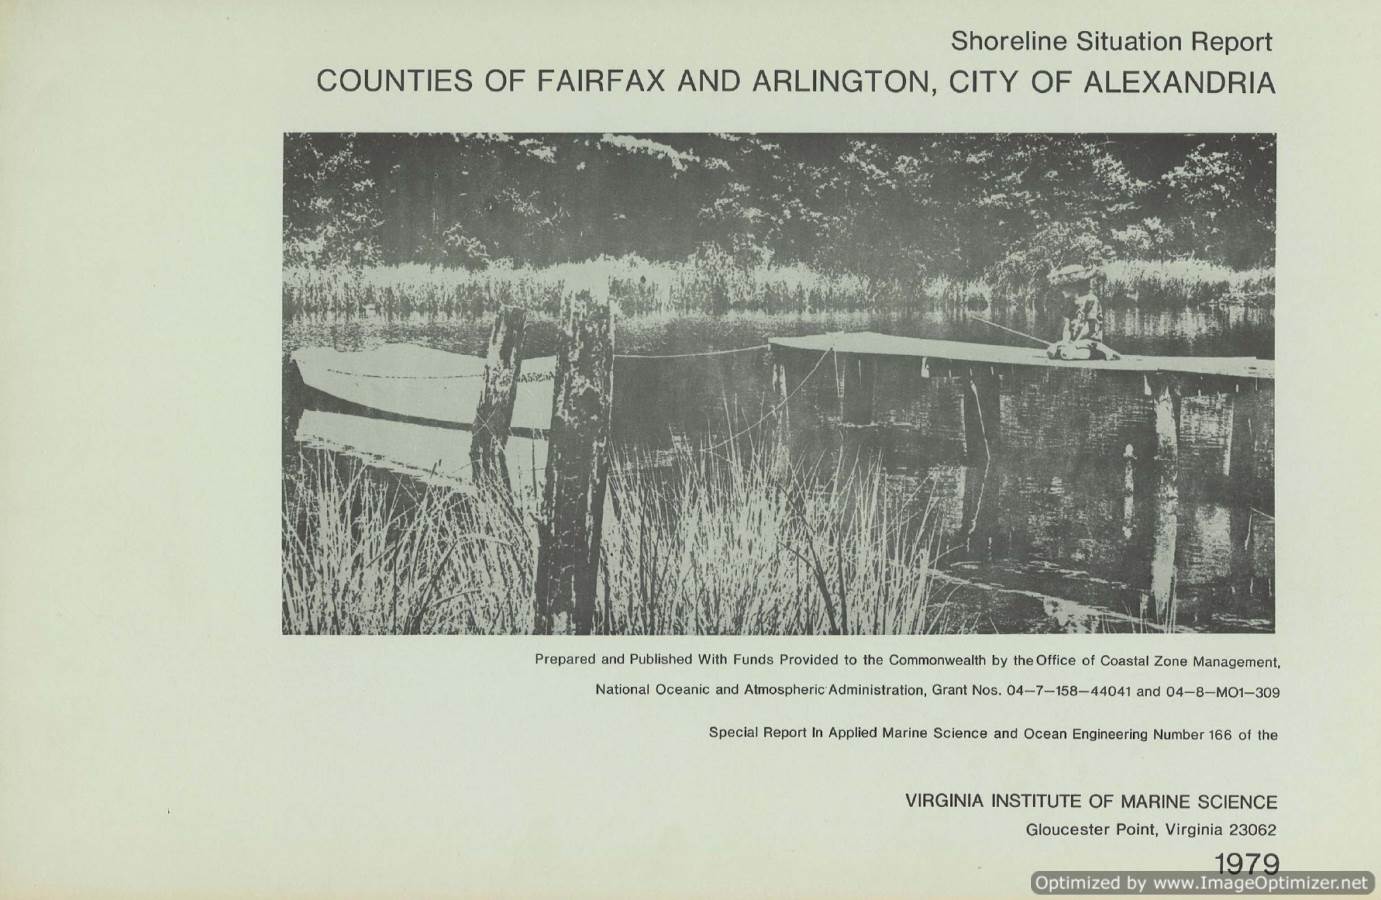 Shoreline Situation Report
COUNTIES OF FAIRFAX AND ARLINGTON, CITY OF ALEXANDRIA
Prepared and Published With Funds Provided to the Commonwealth by the Office of Coastal Zone Management,
National Oceanic and Atmospheric Administration, Grant Nos. 04-7-158-44041 and 04-8-MO1-309
Special Report In Applied Marine Science and Ocean Engineering Number 166 of the
VIRGINIA INSTITUTE OF MARINE SCIENCE
Gloucester Point, Virginia 23062
1979
Optimized by www.ImageOptimizer.net